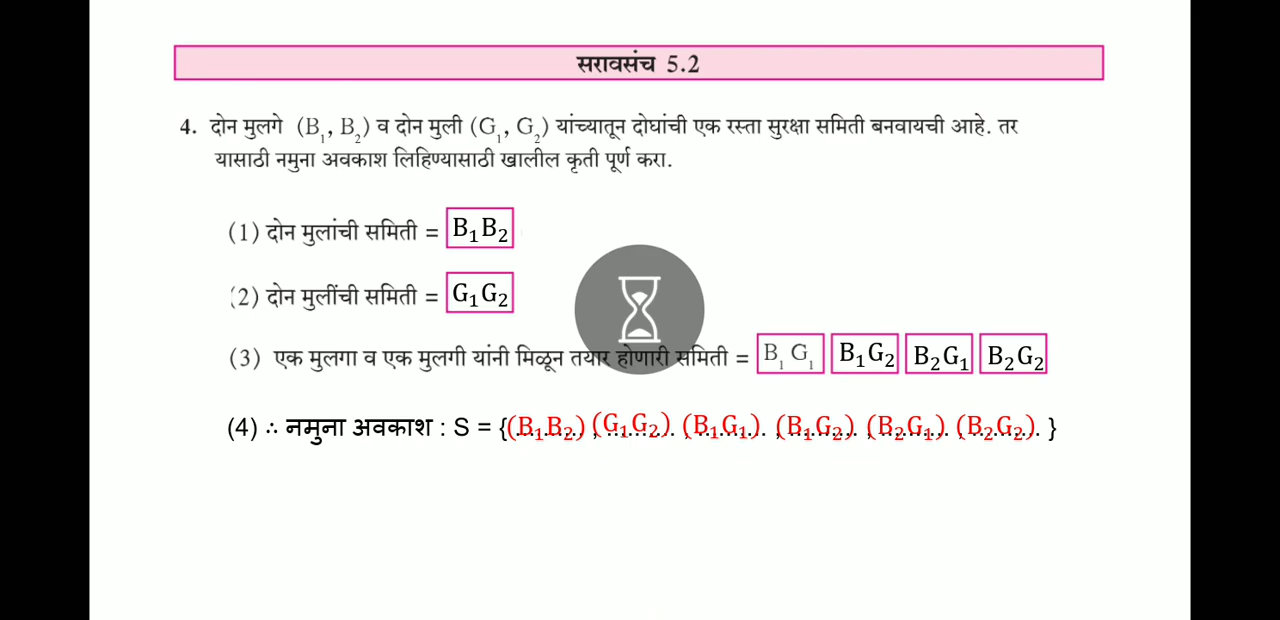 सरावसंच 5.2
4. दोन मुलगे (B₁, B₂) व दोन मुली (G₁, G₂) यांच्यातून दोघांची एक रस्ता सुरक्षा समिती बनवायची आहे. तर
यासाठी नमुना अवकाश लिहिण्यासाठी खालील कृती पूर्ण करा.
(1) दोन मुलांची समिती = B₁B₂
(2) दोन मुलींची समिती = G₁G₂
(3) एक मुलगा व एक मुलगी यांनी मिळून तयार होणारी समिती = B₁ G₁ B₁G₂ B₂G₁ B₂G₂
(4) ∴ नमुना अवकाश : S = {(B₁B₂) , (G₁G₂) , (B₁G₁) , (B₁G₂) , (B₂G₁) , (B₂G₂) }